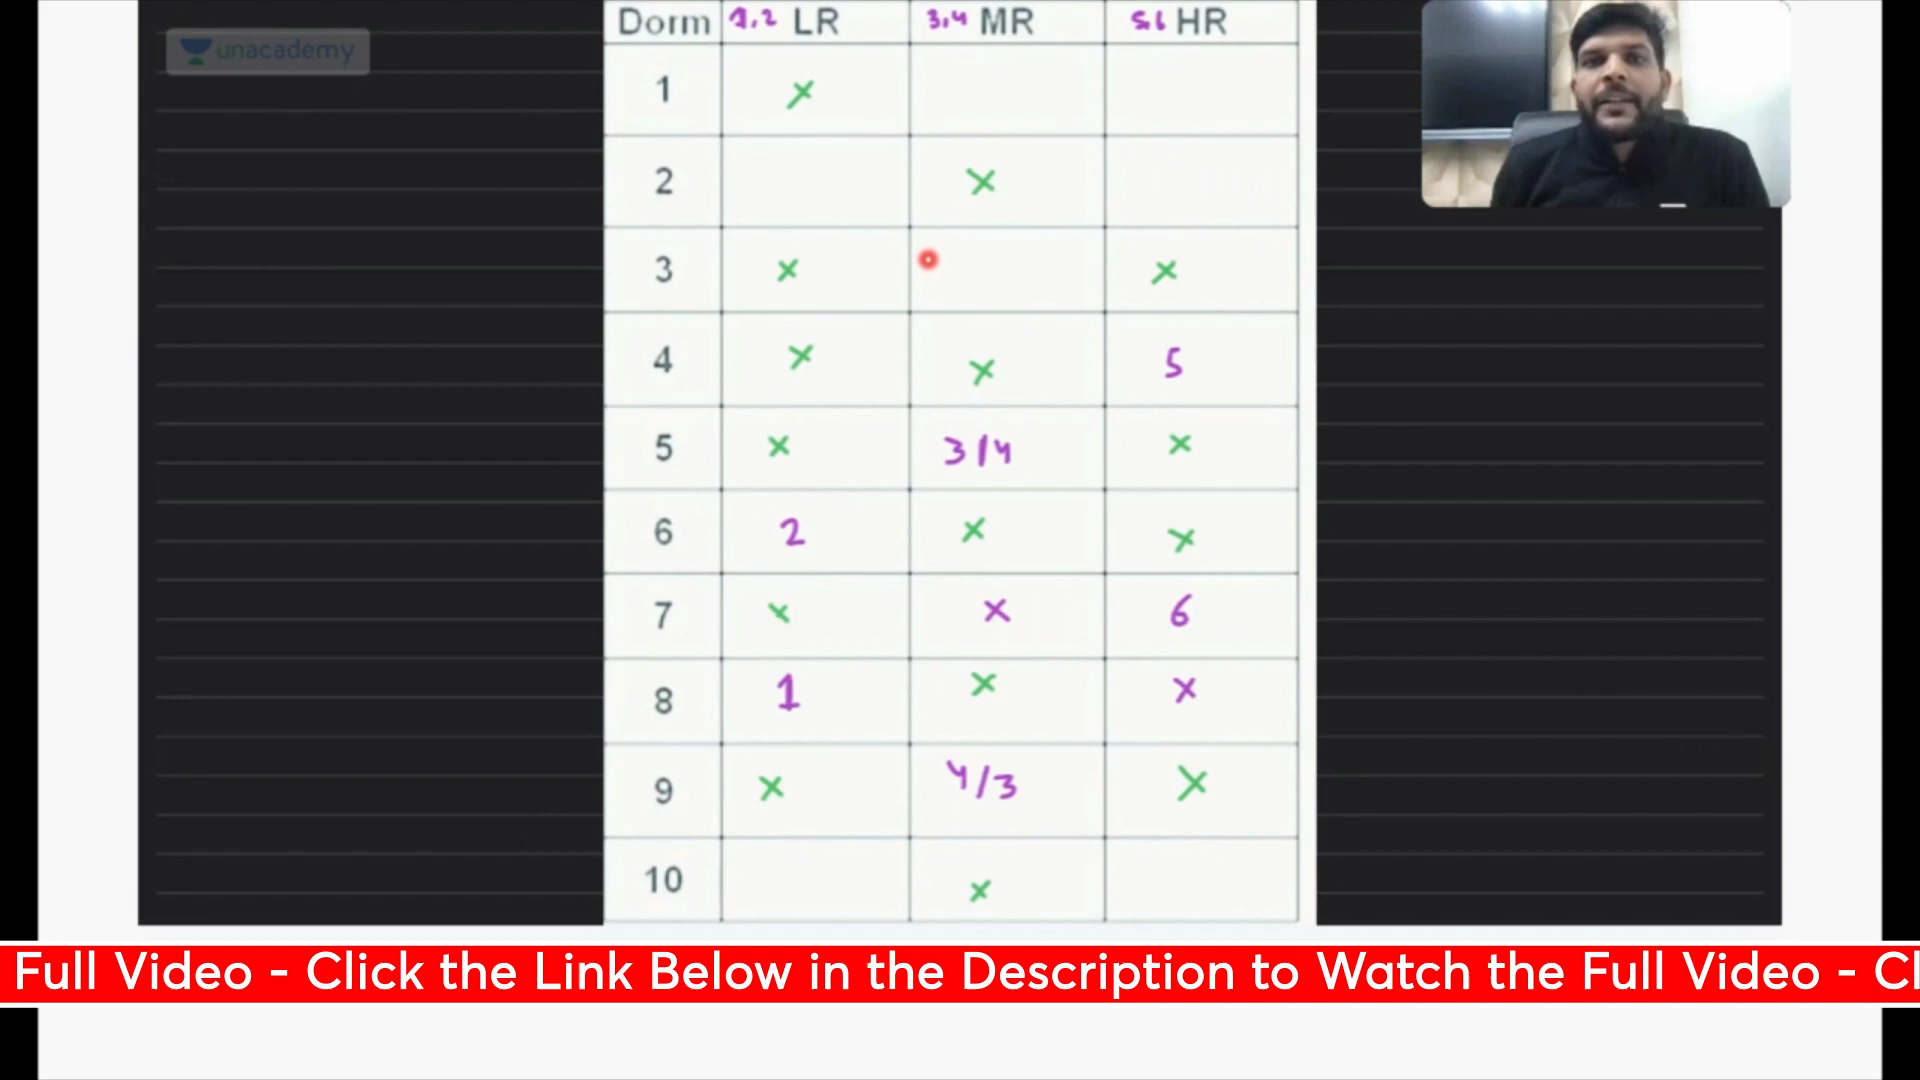 unacademy
Dorm 1,2 LR 3,4 MR 5,6 HR
1 ×
2 ×
3 × ×
4 × × 5
5 × 3/4 ×
6 2 × ×
7 × × 6
8 1 × ×
9 × 4/3 ×
10 ×
Full Video - Click the Link Below in the Description to Watch the Full Video - Cl